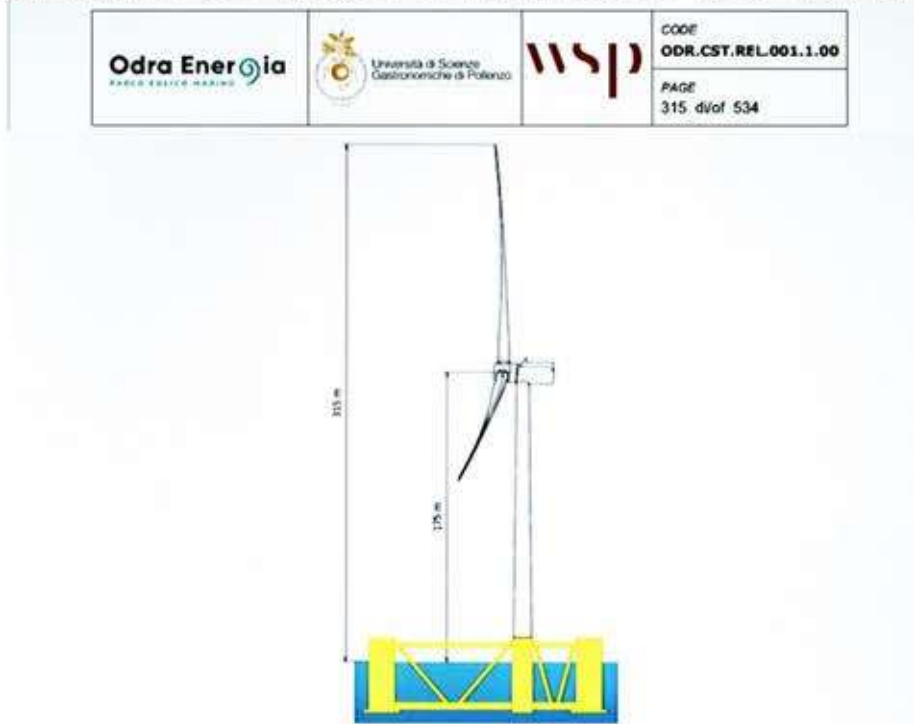 Odra Energia
PARCO EOLICO MARINO
Università di Scienze
Gastronomiche di Pollenzo
wsp
CODE
ODR.CST.REL.001.1.00
PAGE
315 di/of 534
315 m
175 m